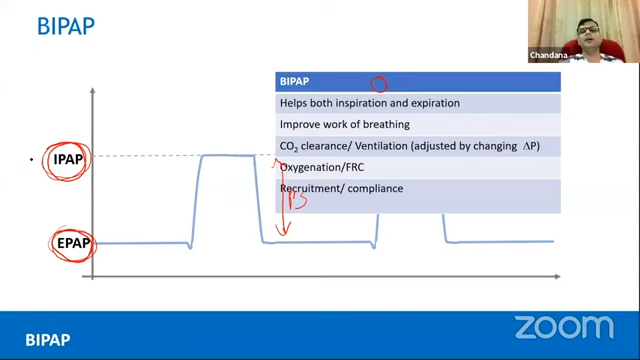 BIPAP
Chandana
BIPAP
Helps both inspiration and expiration
Improve work of breathing
CO₂ clearance/ Ventilation (adjusted by changing ΔP)
IPAP
Oxygenation/FRC
Recruitment/ compliance
PS
EPAP
zoom
BIPAP